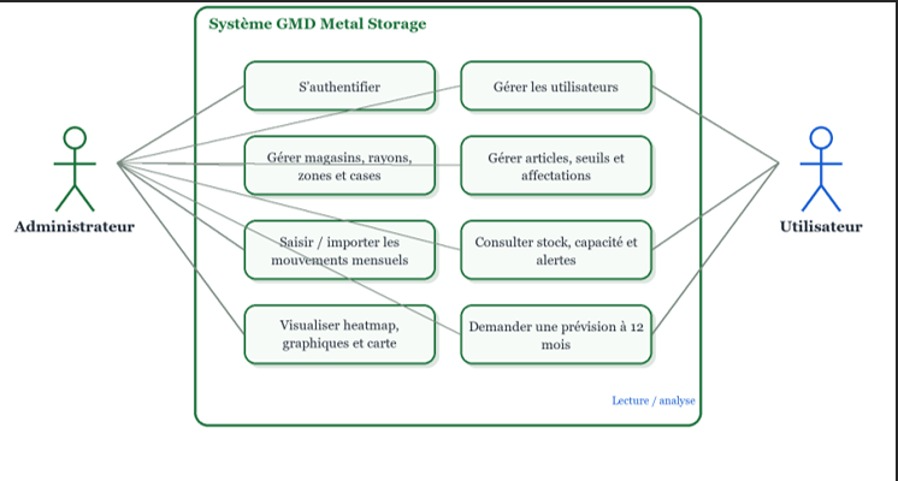 Système GMD Metal Storage
S'authentifier
Gérer les utilisateurs
Gérer magasins, rayons,
zones et cases
Gérer articles, seuils et
affectations
Administrateur
Utilisateur
Saisir / importer les
mouvements mensuels
Consulter stock, capacité et
alertes
Visualiser heatmap,
graphiques et carte
Demander une prévision à 12
mois
Lecture / analyse